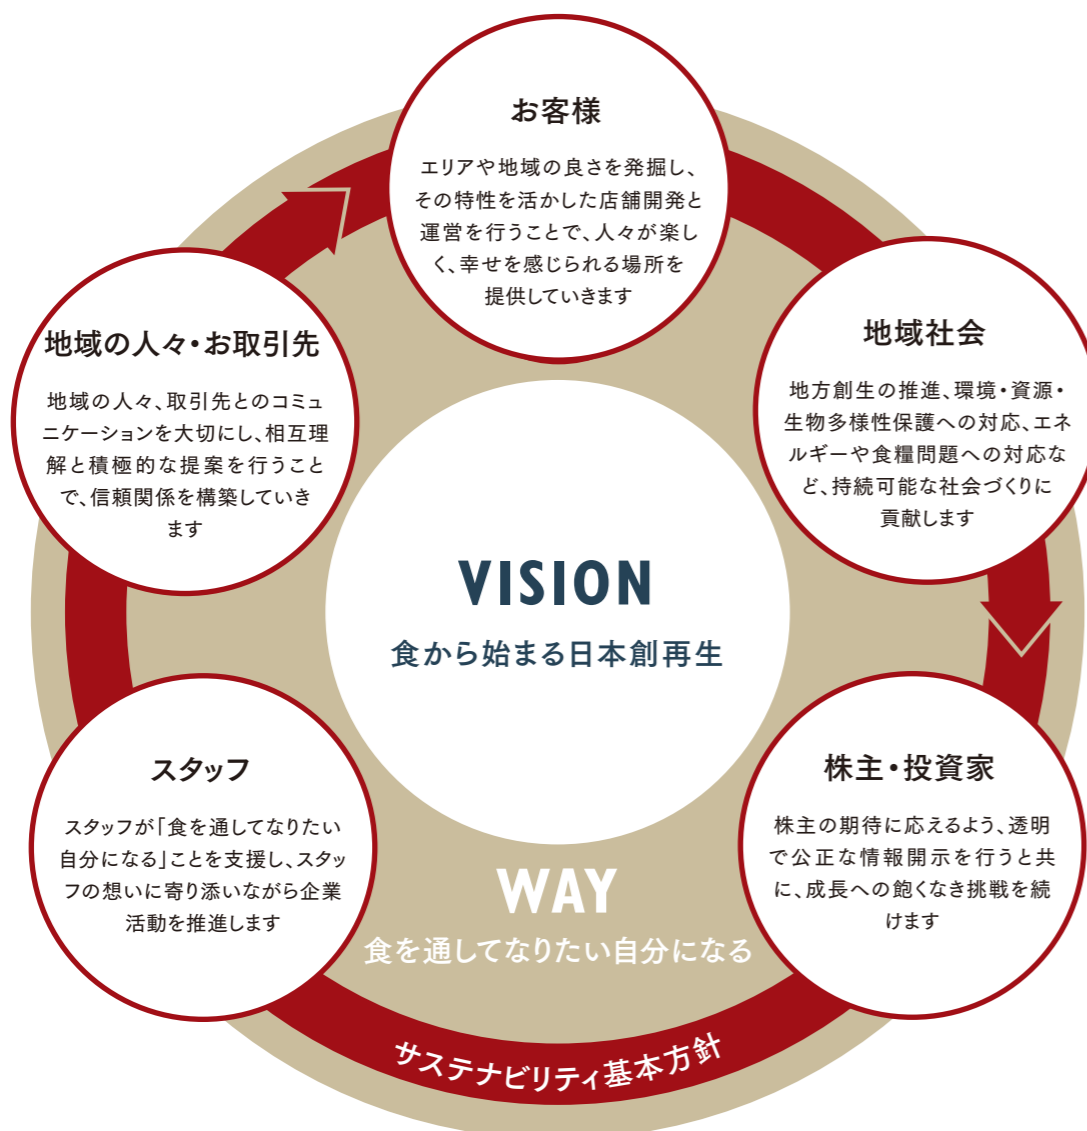 お客様
エリアや地域の良さを発掘し、
その特性を活かした店舗開発と
運営を行うことで、人々が楽し
く、幸せを感じられる場所を
提供していきます
地域の人々・お取引先
地域の人々、取引先とのコミュ
ニケーションを大切にし、相互理
解と積極的な提案を行うこと
で、信頼関係を構築していき
ます
地域社会
地方創生の推進、環境・資源・
生物多様性保護への対応、エネ
ルギーや食糧問題への対応な
ど、持続可能な社会づくりに
貢献します
VISION
食から始まる日本創再生
スタッフ
スタッフが「食を通してなりたい
自分になる」ことを支援し、スタッ
フの想いに寄り添いながら企業
活動を推進します
株主・投資家
株主の期待に応えるよう、透明
で公正な情報開示を行うと共
に、成長への飽くなき挑戦を続
けます
WAY
食を通してなりたい自分になる
サステナビリティ基本方針